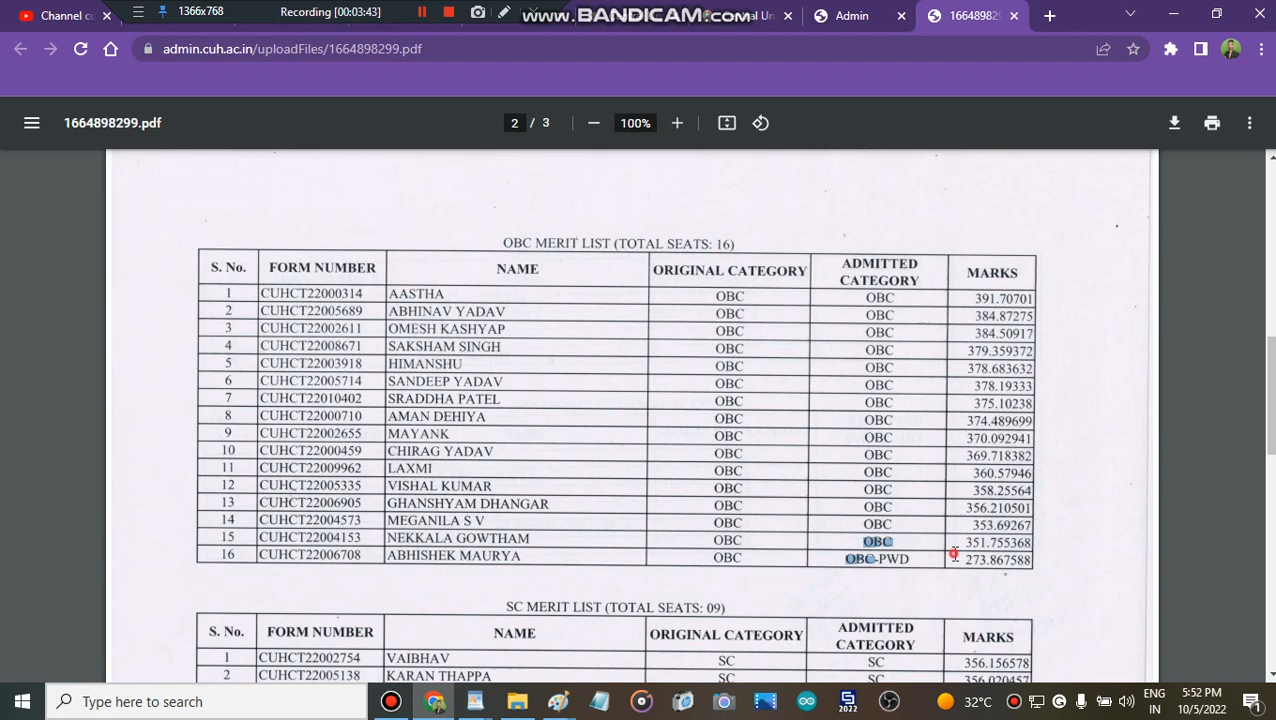 Channel co
1366x768
Recording [00:03:43]
www.BANDICAM.com
al Un
Admin
16648982
admin.cuh.ac.in/uploadFiles/1664898299.pdf
1664898299.pdf
2 / 3
100%
OBC MERIT LIST (TOTAL SEATS: 16)
S. No. FORM NUMBER NAME ORIGINAL CATEGORY ADMITTED CATEGORY MARKS
1 CUHCT22000314 AASTHA OBC OBC 391.70701
2 CUHCT22005689 ABHINAV YADAV OBC OBC 384.87275
3 CUHCT22002611 OMESH KASHYAP OBC OBC 384.50917
4 CUHCT22008671 SAKSHAM SINGH OBC OBC 379.359372
5 CUHCT22003918 HIMANSHU OBC OBC 378.683632
6 CUHCT22005714 SANDEEP YADAV OBC OBC 378.19333
7 CUHCT22010402 SRADDHA PATEL OBC OBC 375.10238
8 CUHCT22000710 AMAN DEHIYA OBC OBC 374.489699
9 CUHCT22002655 MAYANK OBC OBC 370.092941
10 CUHCT22000459 CHIRAG YADAV OBC OBC 369.718382
11 CUHCT22009962 LAXMI OBC OBC 360.57946
12 CUHCT22005335 VISHAL KUMAR OBC OBC 358.25564
13 CUHCT22006905 GHANSHYAM DHANGAR OBC OBC 356.210501
14 CUHCT22004573 MEGANILA S V OBC OBC 353.69267
15 CUHCT22004153 NEKKALA GOWTHAM OBC OBC 351.755368
16 CUHCT22006708 ABHISHEK MAURYA OBC OBC-PWD 273.867588
SC MERIT LIST (TOTAL SEATS: 09)
S. No. FORM NUMBER NAME ORIGINAL CATEGORY ADMITTED CATEGORY MARKS
1 CUHCT22002754 VAIBHAV SC SC 356.156578
2 CUHCT22005138 KARAN THAPPA SC SC 356.020457
Type here to search
2022
32°C
ENG
IN
5:52 PM
10/5/2022
1